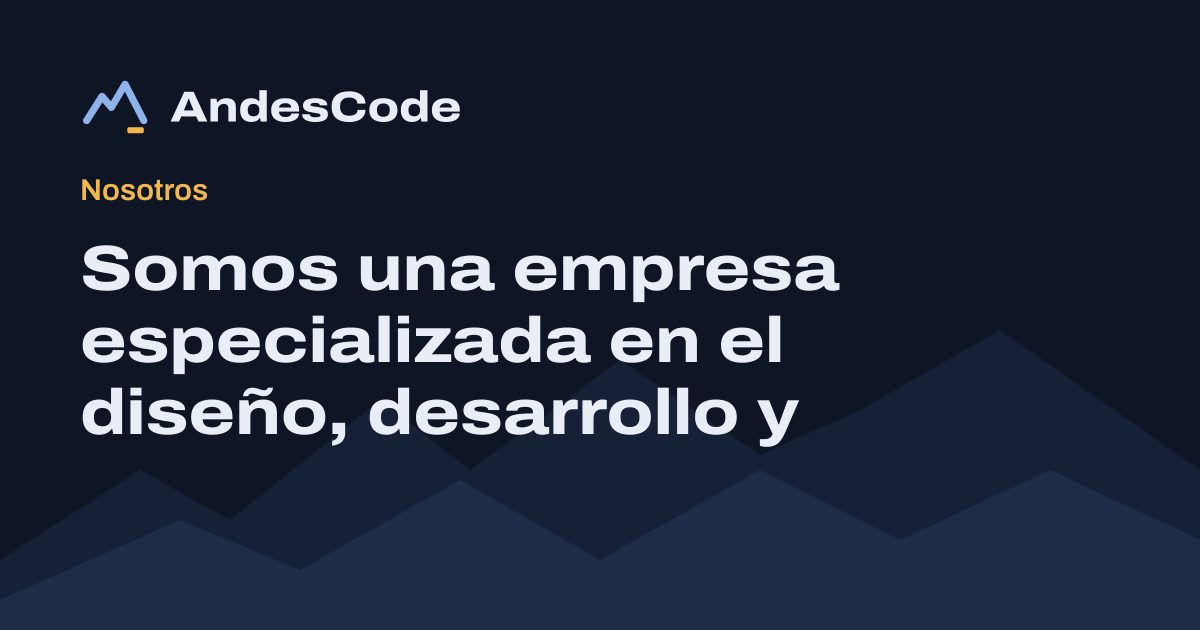 AndesCode
Nosotros
Somos una empresa
especializada en el
diseño, desarrollo y